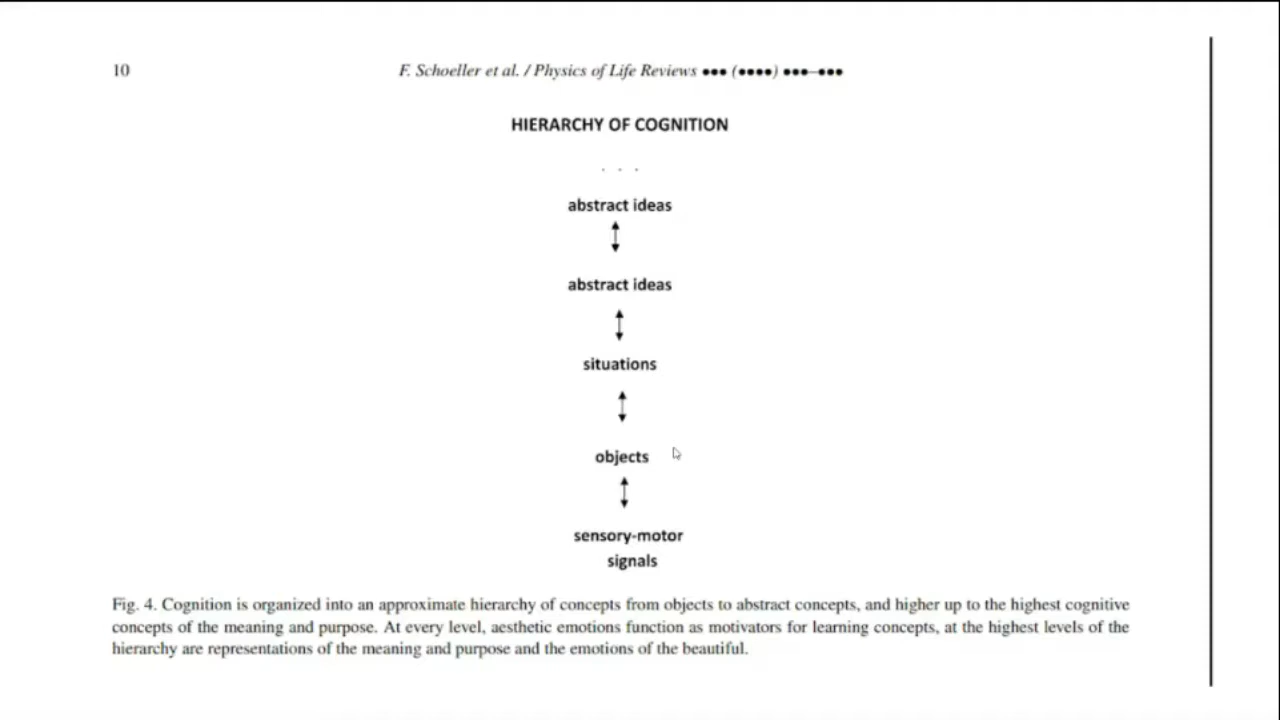 10
F. Schoeller et al. / Physics of Life Reviews ••• (••••) •••–•••
HIERARCHY OF COGNITION
. . .
abstract ideas
abstract ideas
situations
objects
sensory-motor
signals
Fig. 4. Cognition is organized into an approximate hierarchy of concepts from objects to abstract concepts, and higher up to the highest cognitive
concepts of the meaning and purpose. At every level, aesthetic emotions function as motivators for learning concepts, at the highest levels of the
hierarchy are representations of the meaning and purpose and the emotions of the beautiful.